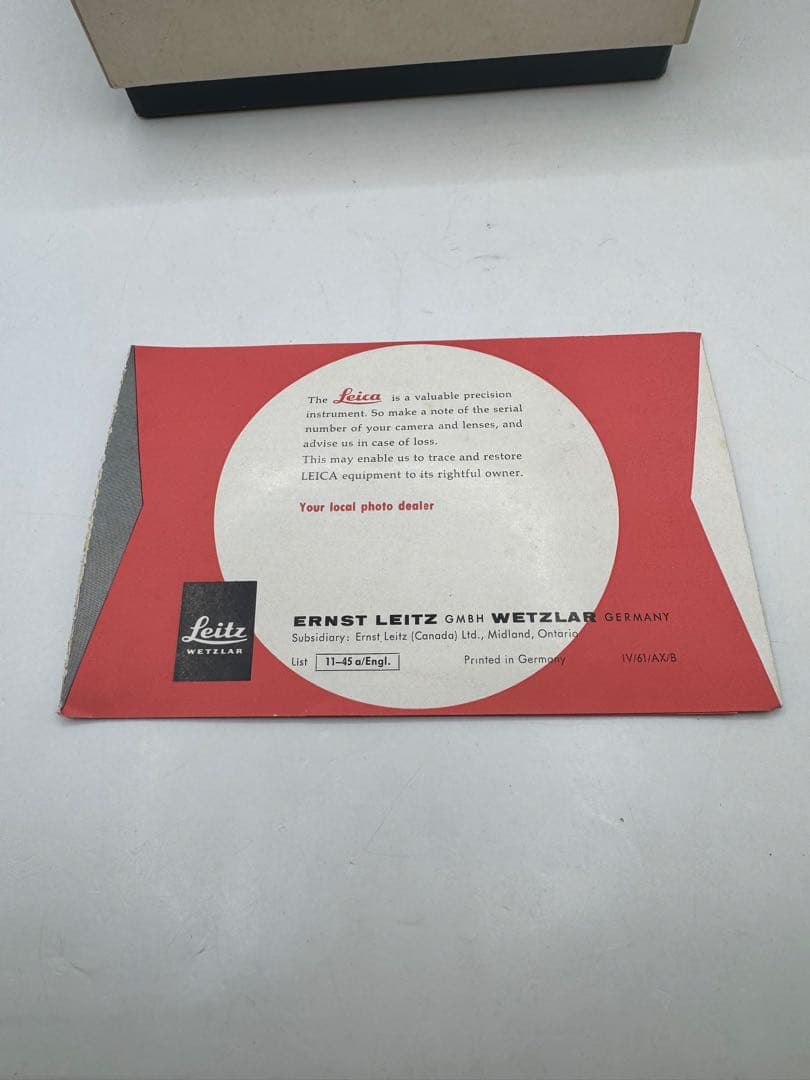 The Leica is a valuable precision
instrument. So make a note of the serial
number of your camera and lenses, and
advise us in case of loss.
This may enable us to trace and restore
LEICA equipment to its rightful owner.
Your local photo dealer
Leitz
WETZLAR
ERNST LEITZ GMBH WETZLAR GERMANY
Subsidiary: Ernst Leitz (Canada) Ltd., Midland, Ontario
List 11–45 a/Engl. Printed in Germany IV/61/AX/B